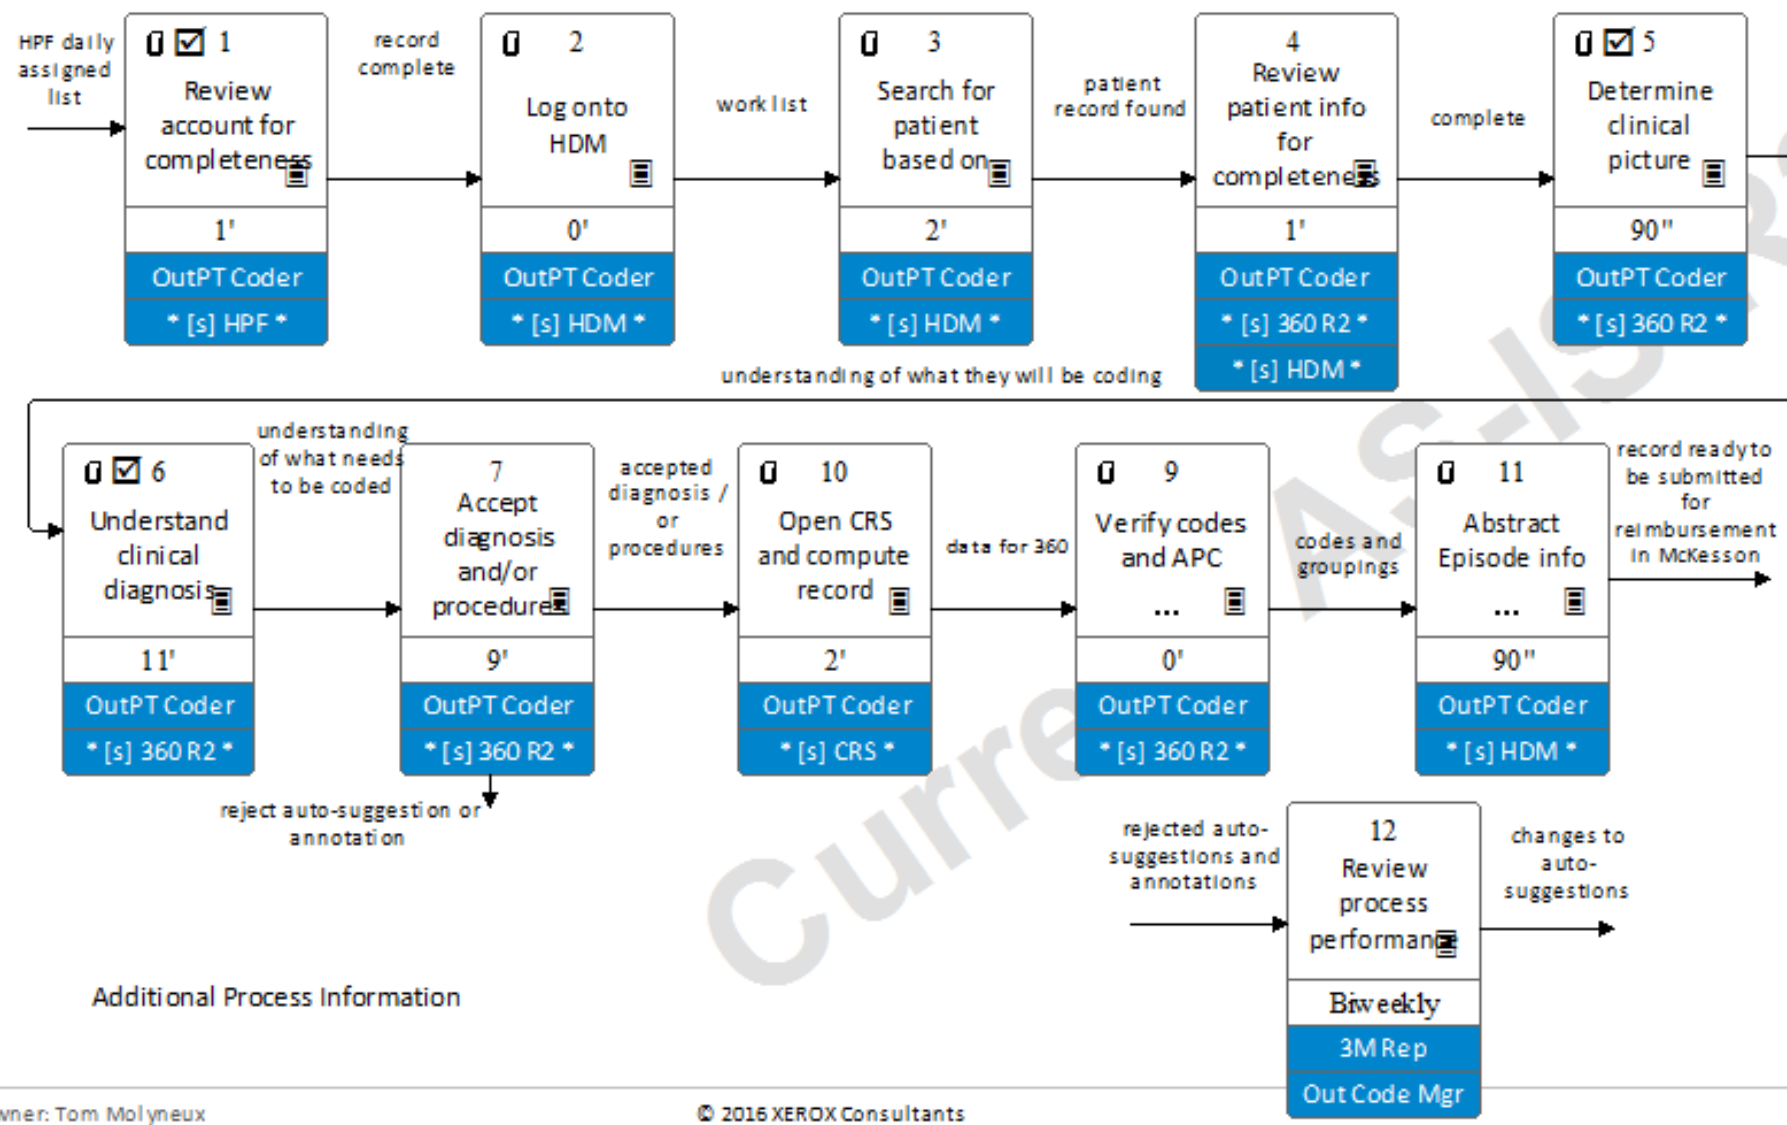 HPF daily
assigned
list
1
Review
account for
completeness
1'
OutPT Coder
* [s] HPF *
record
complete
2
Log onto
HDM
0'
OutPT Coder
* [s] HDM *
work list
3
Search for
patient
based on
2'
OutPT Coder
* [s] HDM *
patient
record found
4
Review
patient info
for
completeness
1'
OutPT Coder
* [s] 360 R2 *
* [s] HDM *
complete
5
Determine
clinical
picture
90"
OutPT Coder
* [s] 360 R2 *
understanding of what they will be coding
6
Understand
clinical
diagnosis
11'
OutPT Coder
* [s] 360 R2 *
understanding
of what needs
to be coded
7
Accept
diagnosis
and/or
procedures
9'
OutPT Coder
* [s] 360 R2 *
reject auto-suggestion or
annotation
accepted
diagnosis /
or
procedures
10
Open CRS
and compute
record
2'
OutPT Coder
* [s] CRS *
data for 360
9
Verify codes
and APC
...
0'
OutPT Coder
* [s] 360 R2 *
codes and
groupings
11
Abstract
Episode info
...
90"
OutPT Coder
* [s] HDM *
record ready to
be submitted
for
reimbursement
in McKesson
rejected auto-
suggestions and
annotations
12
Review
process
performance
Biweekly
3M Rep
Out Code Mgr
changes to
auto-
suggestions
Additional Process Information
wner: Tom Molyneux
© 2016 XEROX Consultants
AS-IS